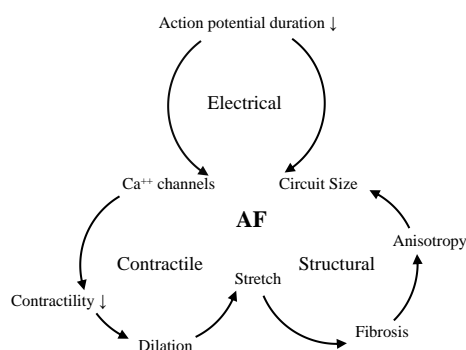 Action potential duration ↓
Electrical
Ca⁺⁺ channels
Circuit Size
AF
Anisotropy
Contractile
Structural
Stretch
Contractility ↓
Fibrosis
Dilation